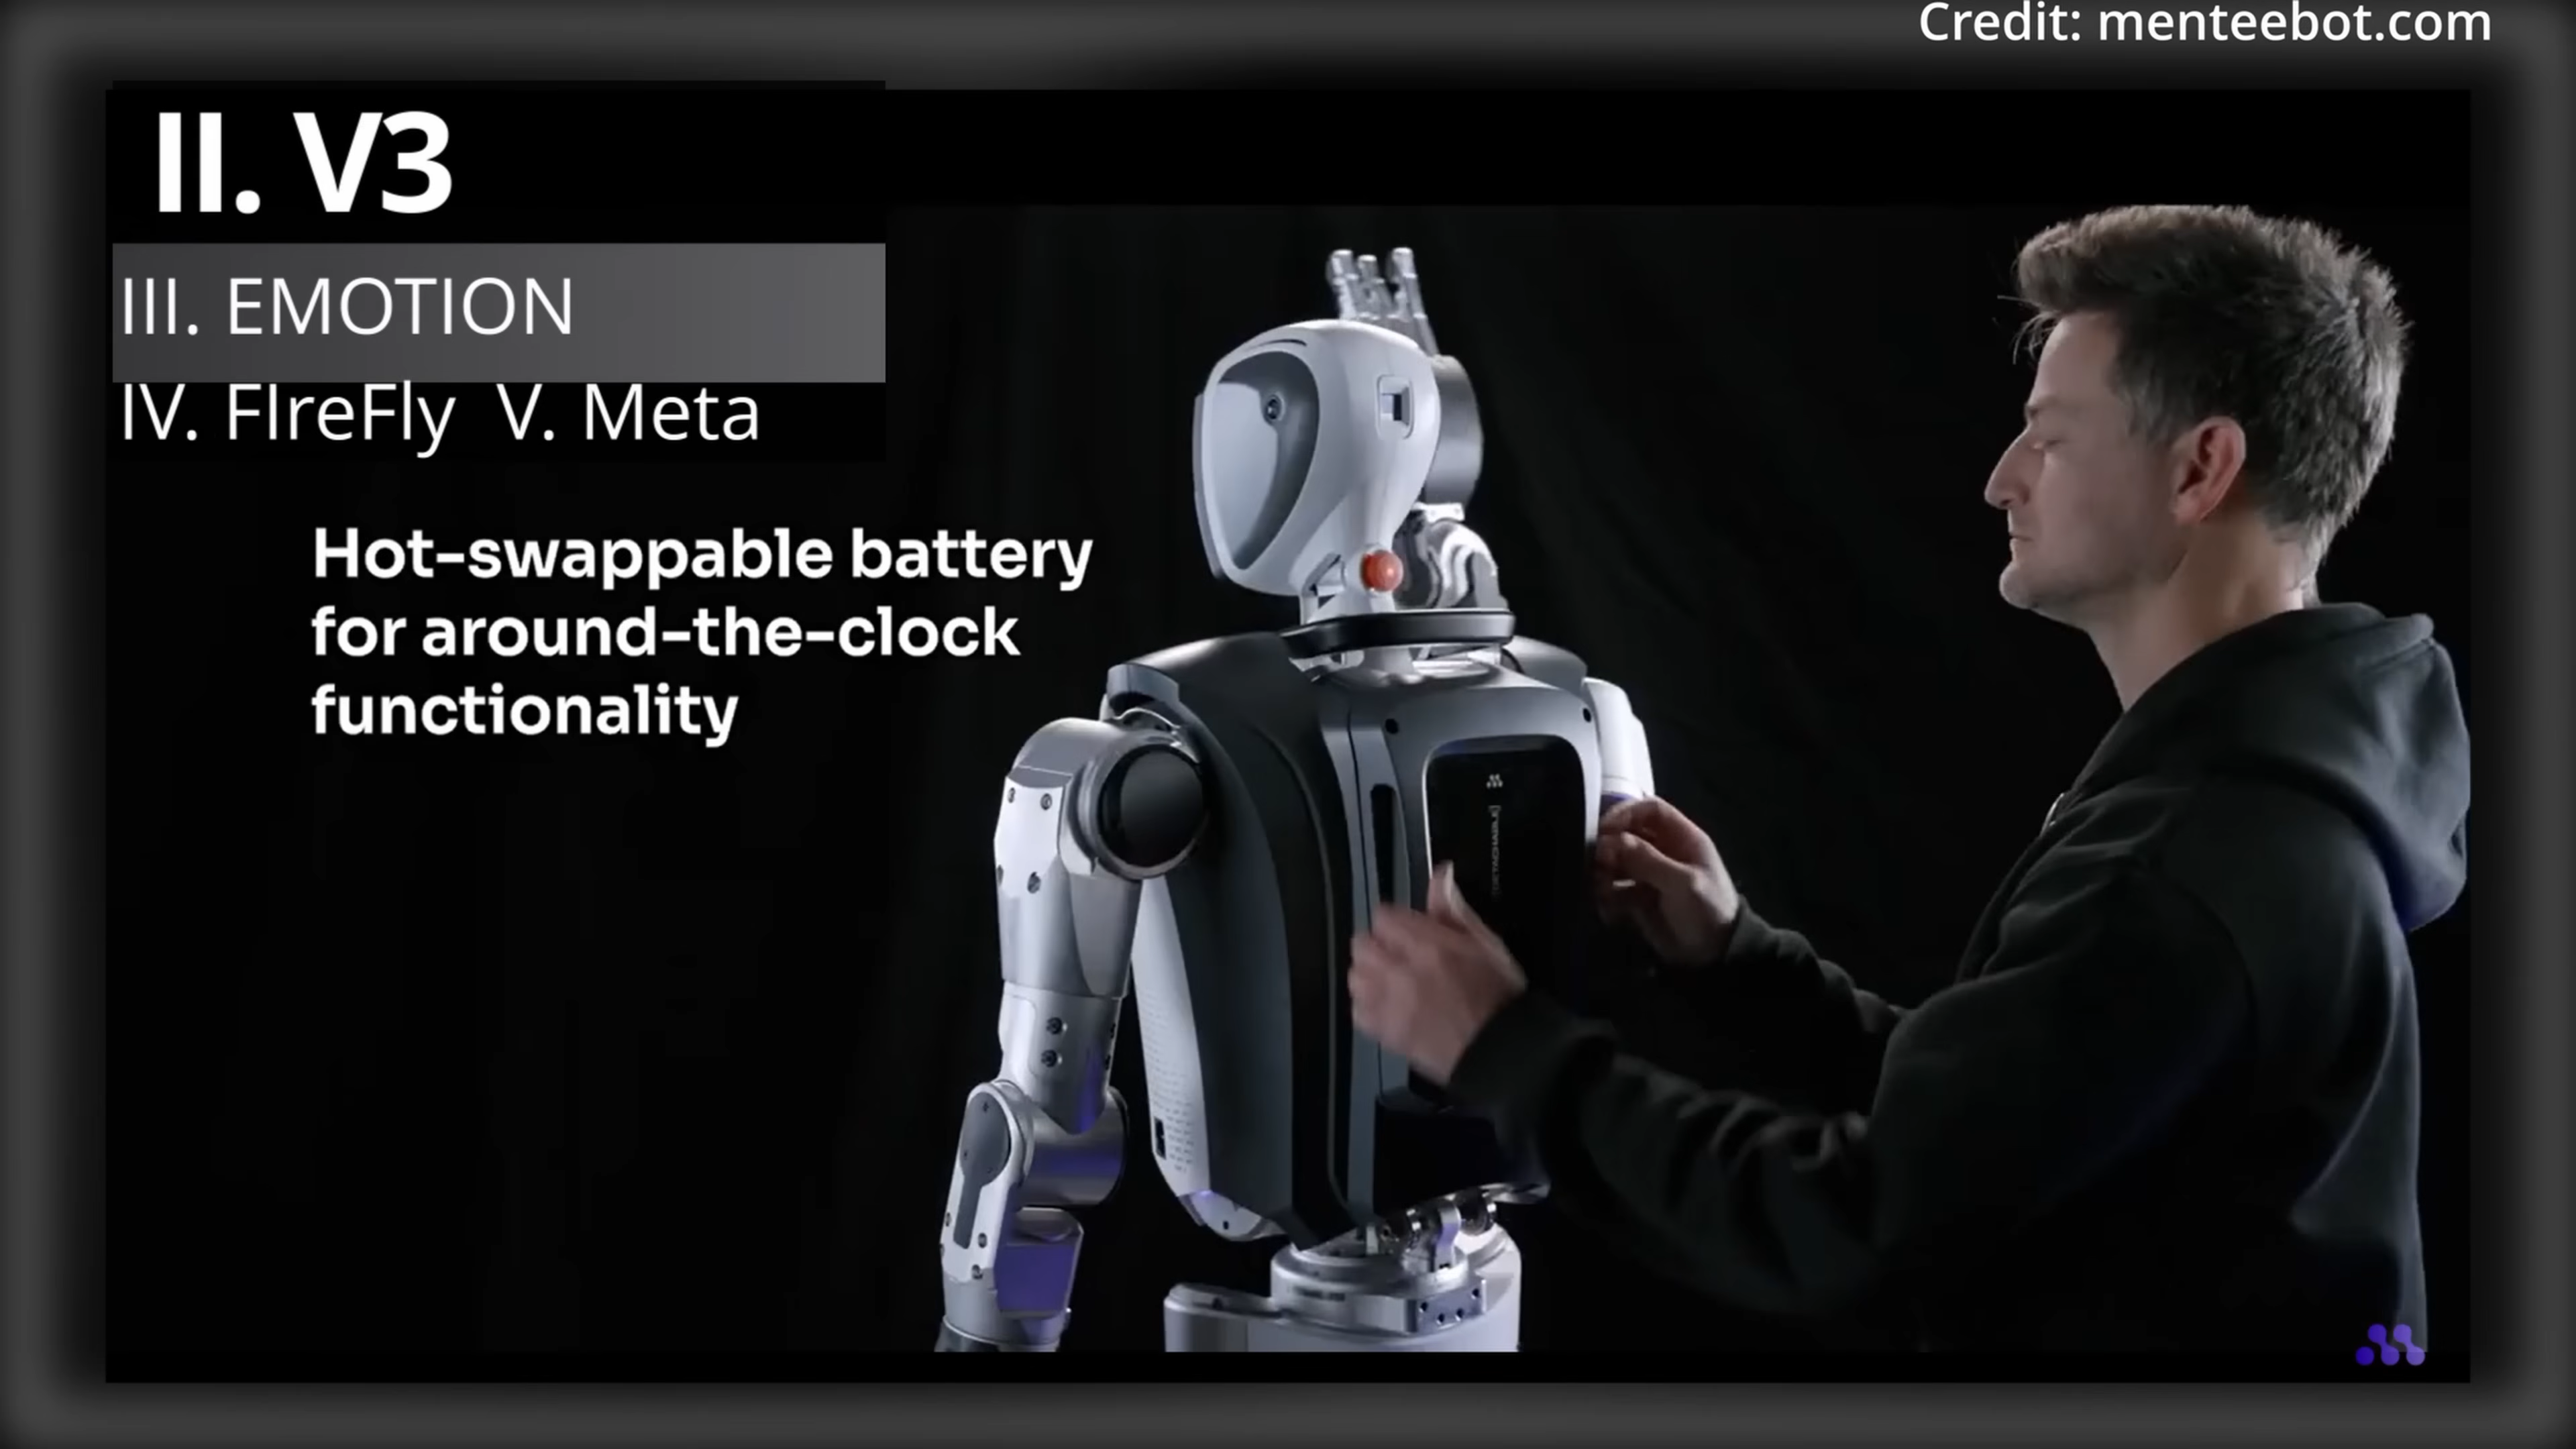 Credit: menteebot.com
II. V3
III. EMOTION
IV. FIreFly V. Meta
Hot-swappable battery
for around-the-clock
functionality